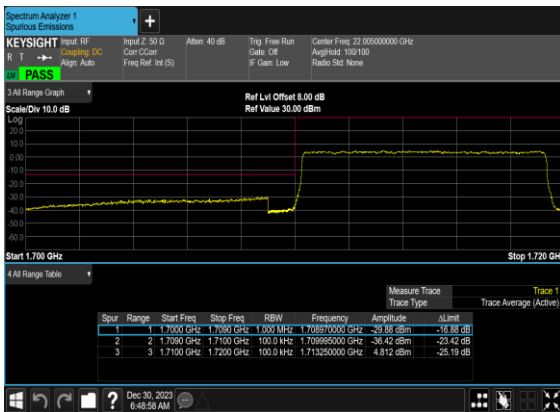 Spectrum Analyzer 1
Spurious Emissions
+
KEYSIGHT Input: RF Input Z: 50 Ω Atten: 40 dB Trig: Free Run Center Freq: 22.005000000 GHz
R T Coupling: DC Corr CCorr Gate: Off Avg|Hold: 100/100
Align: Auto Freq Ref: Int (S) IF Gain: Low Radio Std: None
PASS
3 All Range Graph
Ref Lvl Offset 8.00 dB
Scale/Div 10.0 dB Ref Value 30.00 dBm
Log
20.0
10.0
0.00
-10.0
-20.0
-30.0
-40.0
-50.0
-60.0
Start 1.700 GHz Stop 1.720 GH
4 All Range Table
Measure Trace Trace 1
Trace Type Trace Average (Active)
Spur Range Start Freq Stop Freq RBW Frequency Amplitude ΔLimit
1 1 1.7000 GHz 1.7090 GHz 1.000 MHz 1.708970000 GHz -29.88 dBm -16.88 dB
2 2 1.7090 GHz 1.7100 GHz 100.0 kHz 1.709995000 GHz -36.42 dBm -23.42 dB
3 3 1.7100 GHz 1.7200 GHz 100.0 kHz 1.713250000 GHz 4.812 dBm -25.19 dB
?
Dec 30, 2023
6:48:58 AM